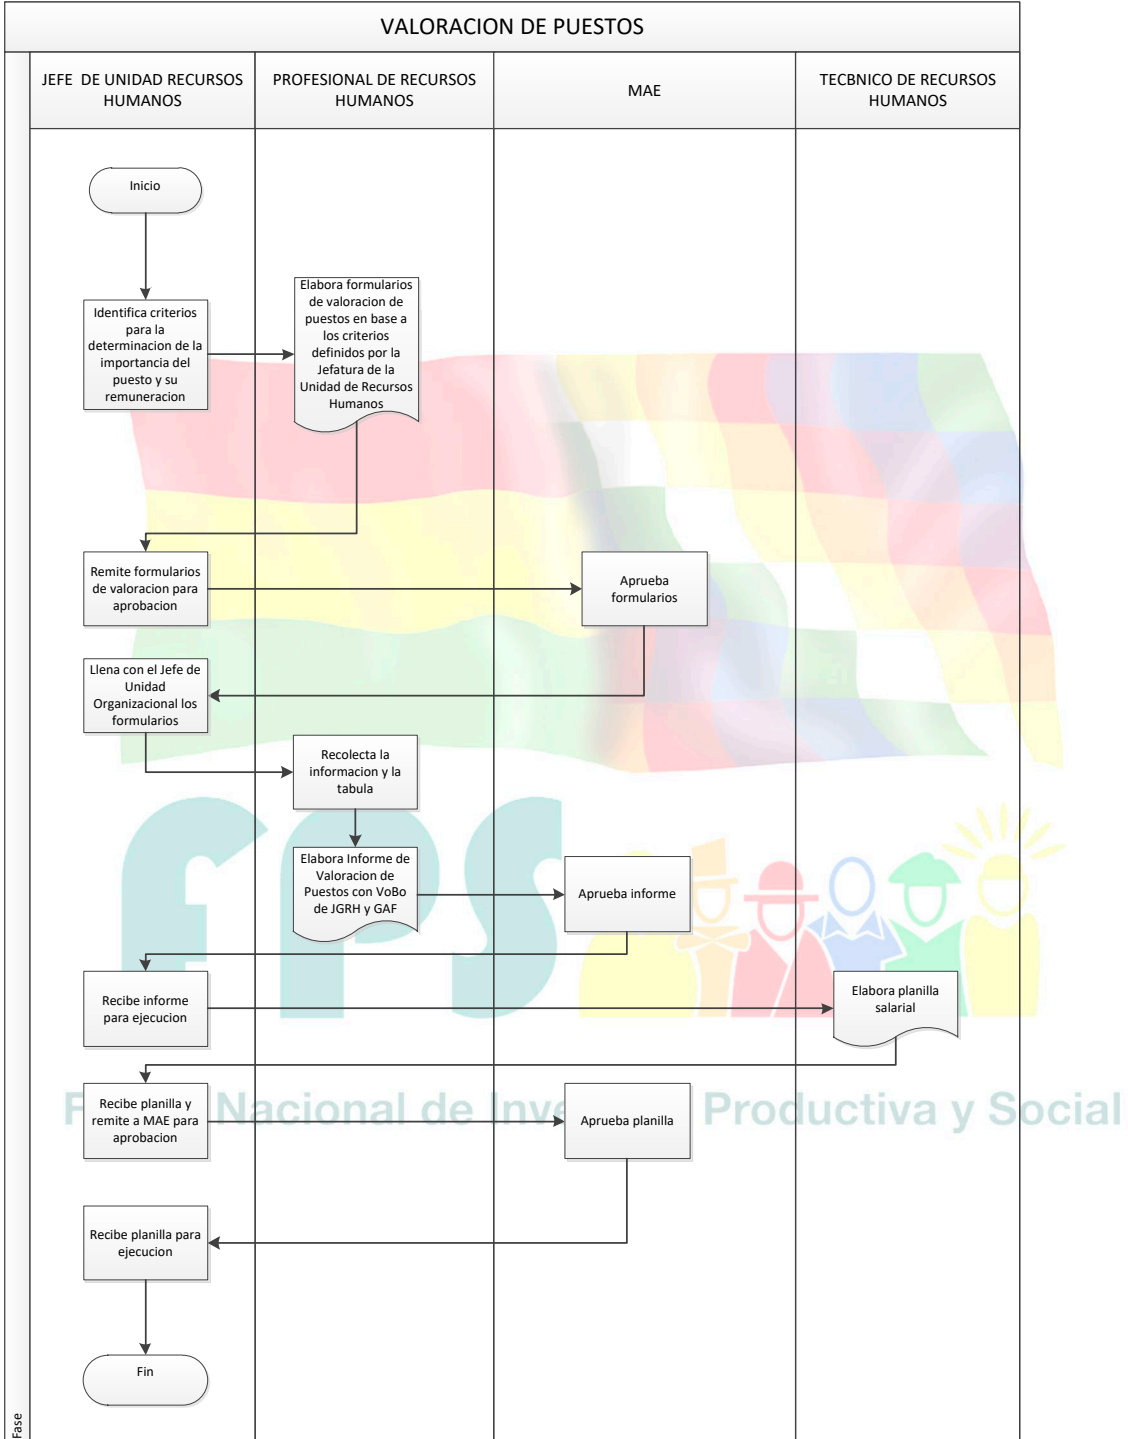 VALORACION DE PUESTOS
JEFE DE UNIDAD RECURSOS
HUMANOS
PROFESIONAL DE RECURSOS
HUMANOS
MAE
TECBNICO DE RECURSOS
HUMANOS
Inicio
Identifica criterios
para la
determinacion de la
importancia del
puesto y su
remuneracion
Elabora formularios
de valoracion de
puestos en base a
los criterios
definidos por la
Jefatura de la
Unidad de Recursos
Humanos
Remite formularios
de valoracion para
aprobacion
Aprueba
formularios
Llena con el Jefe de
Unidad
Organizacional los
formularios
Recolecta la
informacion y la
tabula
Elabora Informe de
Valoracion de
Puestos con VoBo
de JGRH y GAF
Aprueba informe
Recibe informe
para ejecucion
Elabora planilla
salarial
Recibe planilla y
remite a MAE para
aprobacion
Aprueba planilla
Recibe planilla para
ejecucion
Fin
Fase
FPS
Nacional de Productiva y Social